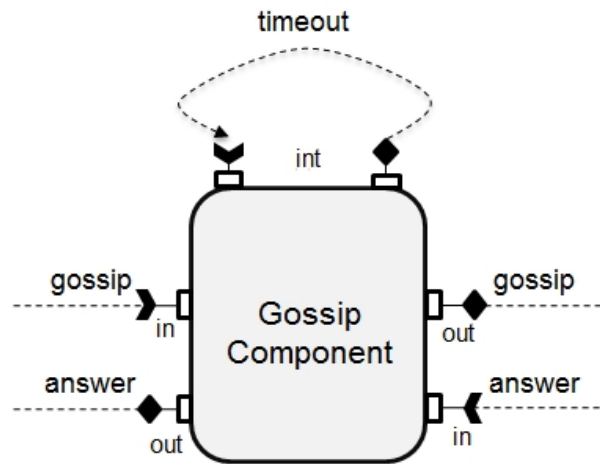 timeout
int
gossip
gossip
in
Gossip
Component
out
answer
answer
out
in